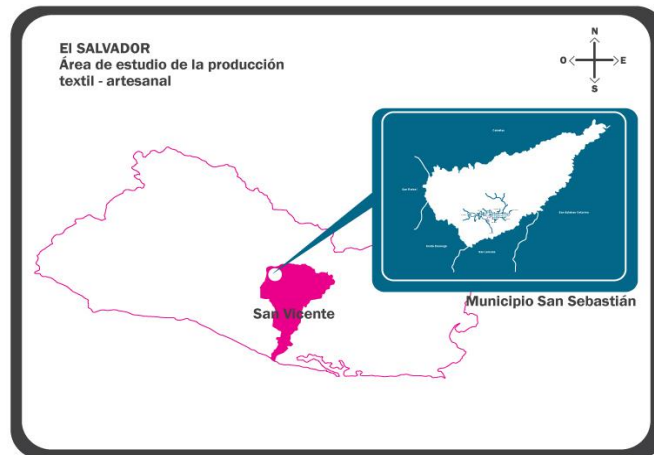 El SALVADOR
Área de estudio de la producción
textil - artesanal
N
O
E
S
San Vicente
Municipio San Sebastián